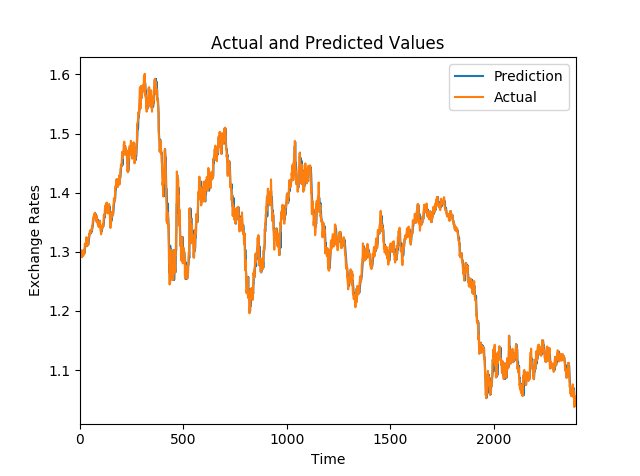 Actual and Predicted Values
Prediction
Actual
1.6
1.5
1.4
1.3
1.2
1.1
Exchange Rates
0
500
1000
1500
2000
Time